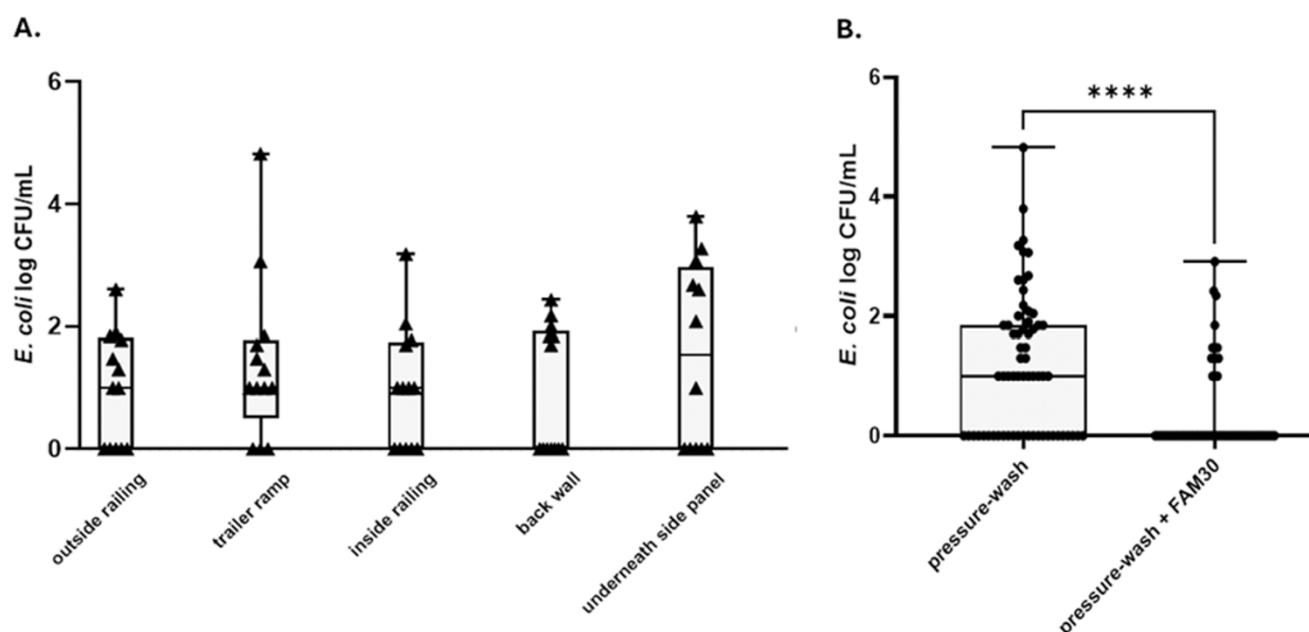 A.
6
4
2
0
E. coli log CFU/mL
outside railing
trailer ramp
inside railing
back wall
underneath side panel
B.
6
4
2
0
E. coli log CFU/mL
****
pressure-wash
pressure-wash + FAM30